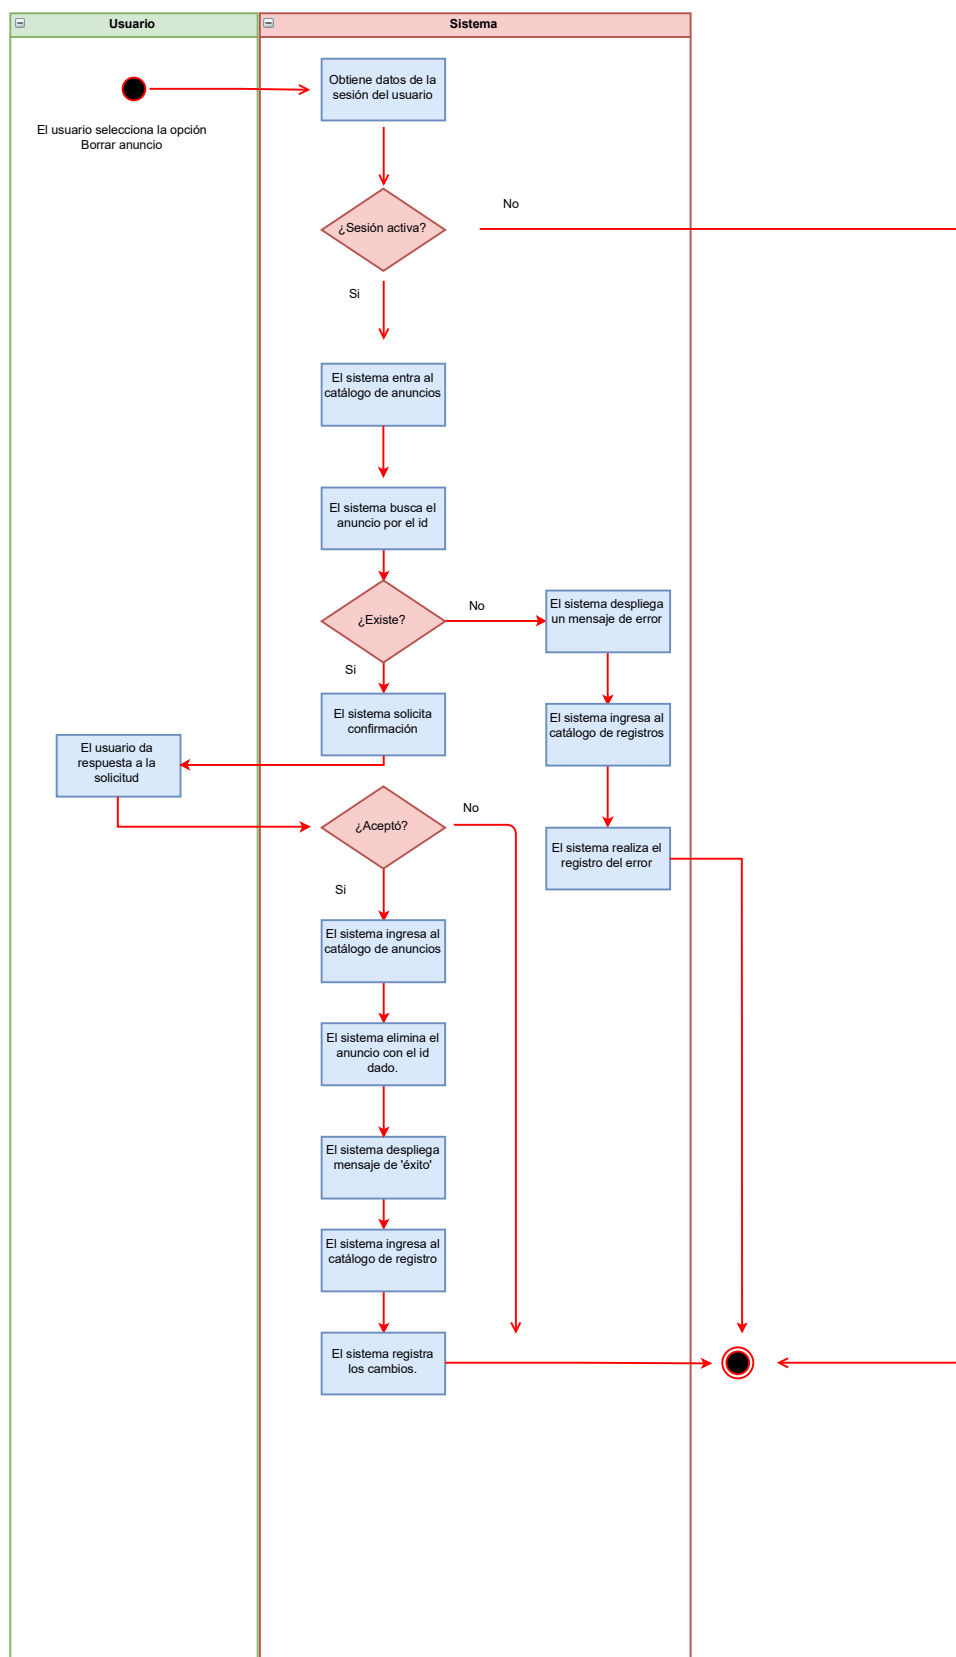 Usuario
Sistema
Obtiene datos de la
sesión del usuario
El usuario selecciona la opción
Borrar anuncio
¿Sesión activa?
No
Si
El sistema entra al
catálogo de anuncios
El sistema busca el
anuncio por el id
¿Existe?
No
El sistema despliega
un mensaje de error
Si
El sistema solicita
confirmación
El sistema ingresa al
catálogo de registros
El usuario da
respuesta a la
solicitud
¿Aceptó?
No
El sistema realiza el
registro del error
Si
El sistema ingresa al
catálogo de anuncios
El sistema elimina el
anuncio con el id
dado.
El sistema despliega
mensaje de 'éxito'
El sistema ingresa al
catálogo de registro
El sistema registra
los cambios.